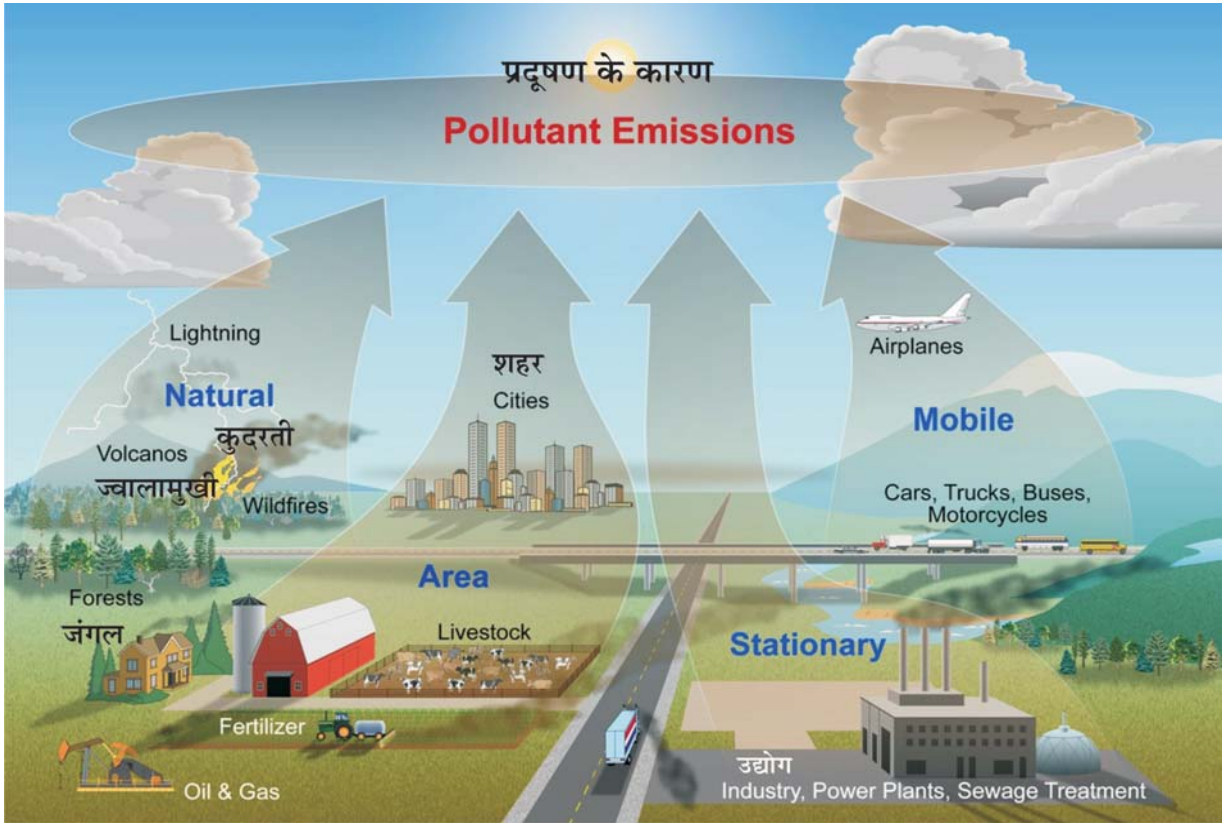 प्रदूषण के कारण
Pollutant Emissions
Lightning
Natural
कुदरती
Volcanos
ज्वालामुखी
Wildfires
Forests
जंगल
शहर
Cities
Airplanes
Mobile
Cars, Trucks, Buses,
Motorcycles
Area
Livestock
Fertilizer
Oil & Gas
Stationary
उद्योग
Industry, Power Plants, Sewage Treatment